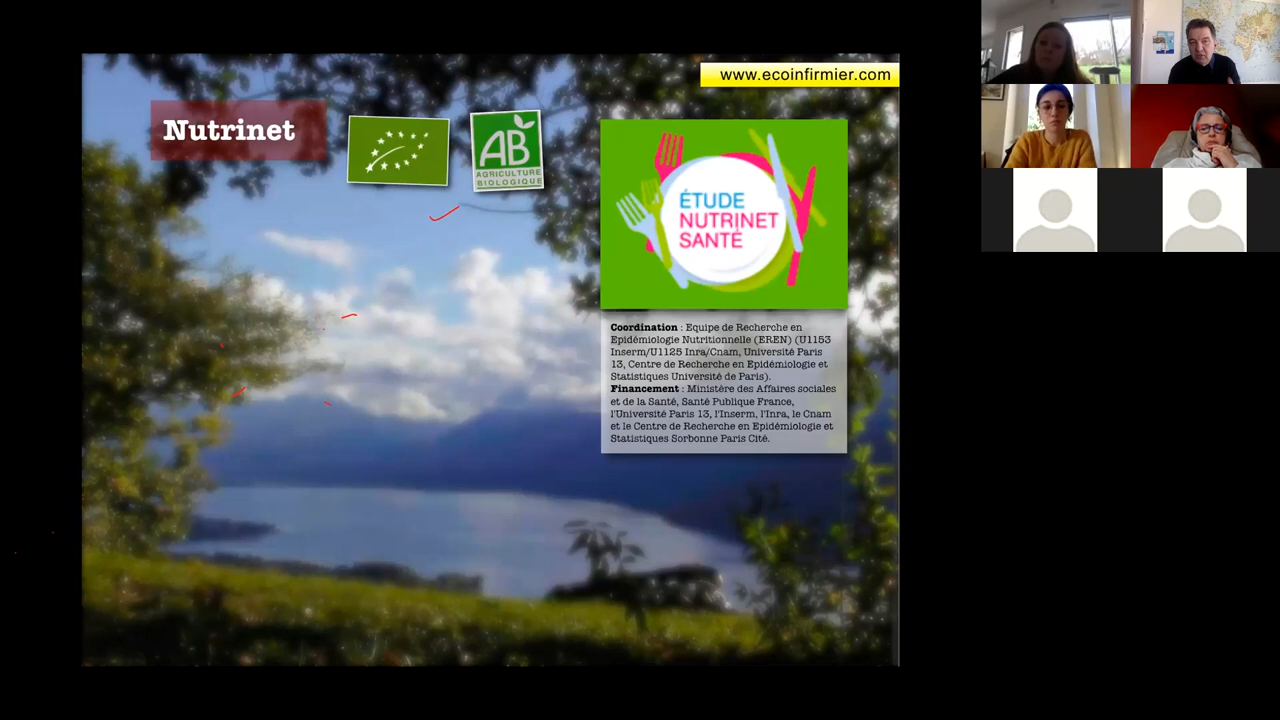 www.ecoinfirmier.com
Nutrinet
AB
AGRICULTURE
BIOLOGIQUE
ÉTUDE
NUTRINET
SANTÉ
Coordination : Equipe de Recherche en
Epidémiologie Nutritionnelle (EREN) (U1153
Inserm/U1125 Inra/Cnam, Université Paris
13, Centre de Recherche en Epidémiologie et
Statistiques Université de Paris).
Financement : Ministère des Affaires sociales
et de la Santé, Santé Publique France,
l'Université Paris 13, l'Inserm, l'Inra, le Cnam
et le Centre de Recherche en Epidémiologie et
Statistiques Sorbonne Paris Cité.